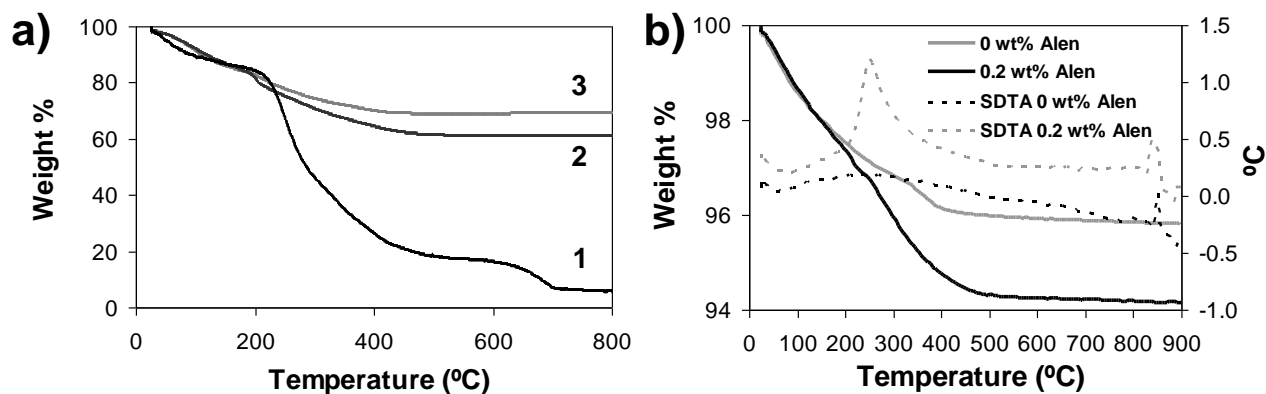 a)
Weight %
100
80
60
40
20
0
3
2
1
0 200 400 600 800
Temperature (ºC)
b)
Weight %
100
98
96
94
0 wt% Alen
0.2 wt% Alen
SDTA 0 wt% Alen
SDTA 0.2 wt% Alen
1.5
1.0
0.5
0.0
-0.5
-1.0
ºC
0 100 200 300 400 500 600 700 800 900
Temperature (ºC)